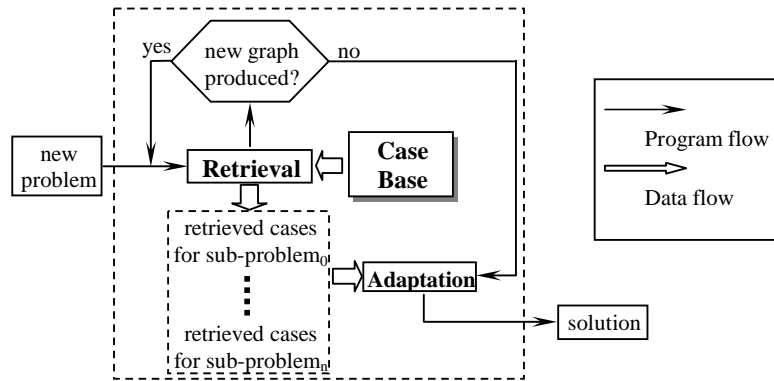 yes
new graph
produced?
no
new
problem
Retrieval
Case
Base
retrieved cases
for sub-problem₀
retrieved cases
for sub-problemₙ
Adaptation
solution
Program flow
Data flow